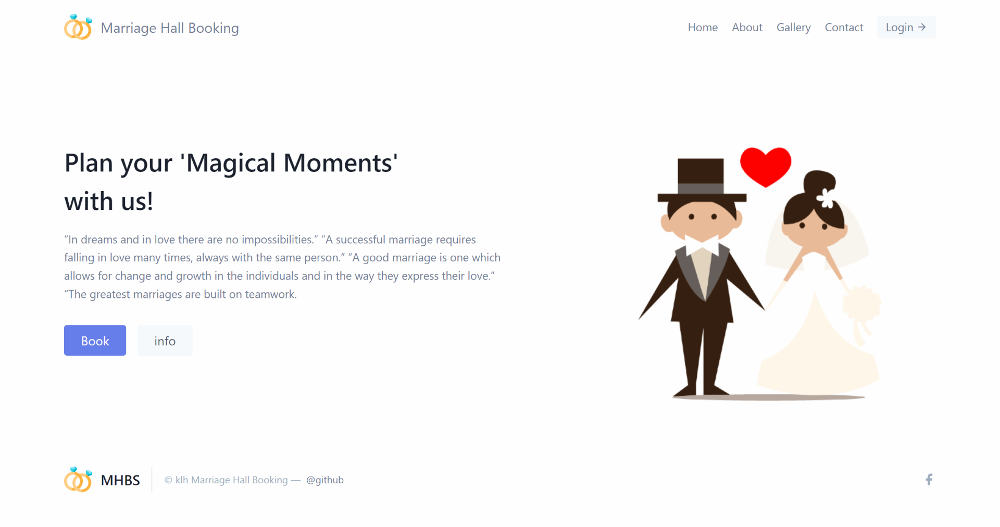 Marriage Hall Booking
Home About Gallery Contact Login →
Plan your 'Magical Moments'
with us!
“In dreams and in love there are no impossibilities.” “A successful marriage requires
falling in love many times, always with the same person.” “A good marriage is one which
allows for change and growth in the individuals and in the way they express their love.”
“The greatest marriages are built on teamwork.
Book info
MHBS © klh Marriage Hall Booking — @github